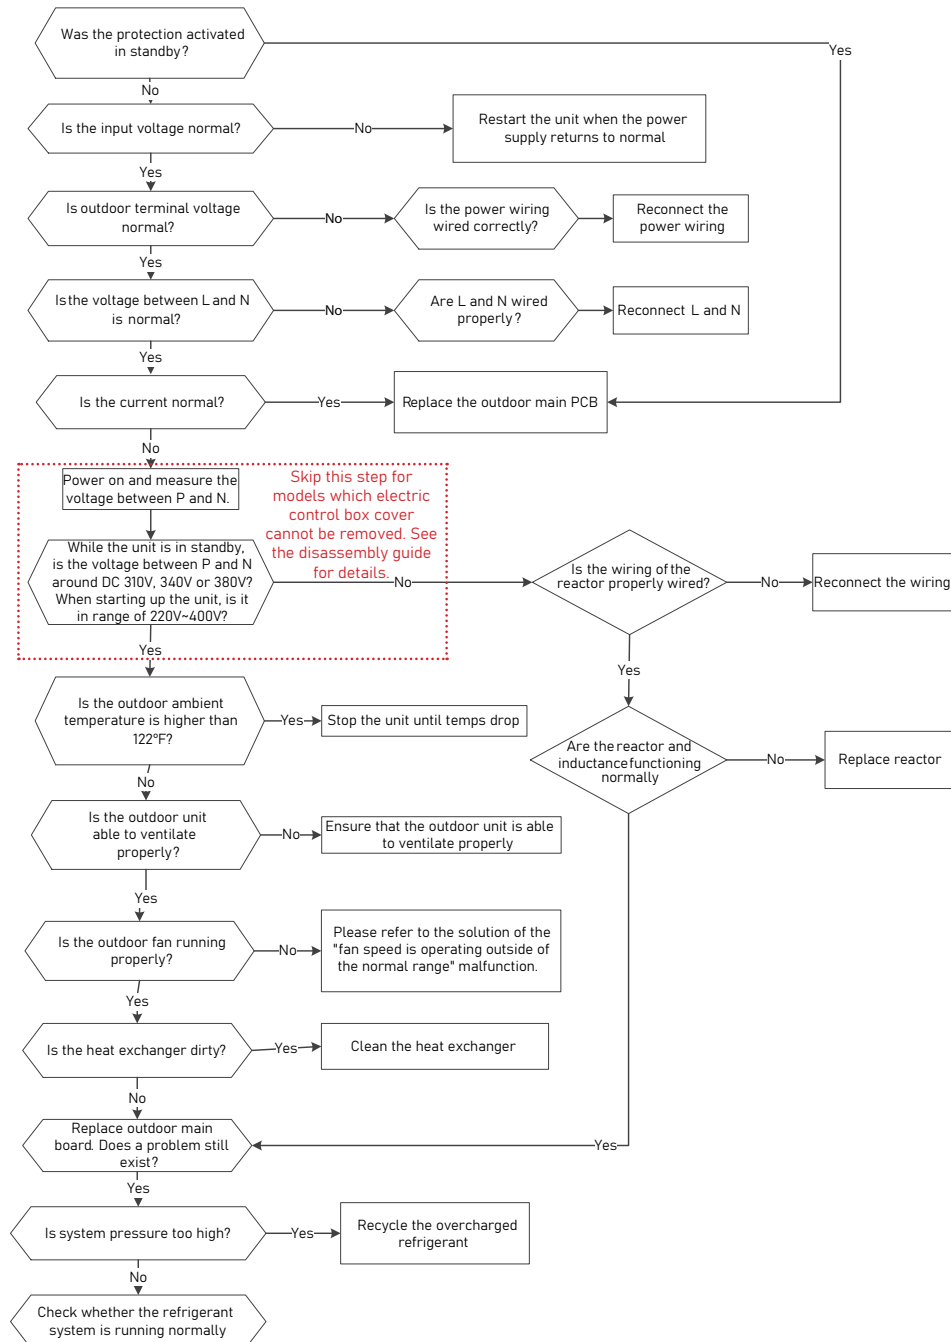 Was the protection activated
in standby?
Yes
No
Is the input voltage normal?
No
Restart the unit when the power
supply returns to normal
Yes
Is outdoor terminal voltage
normal?
No
Is the power wiring
wired correctly?
Reconnect the
power wiring
Yes
Is the voltage between L and N
is normal?
No
Are L and N wired
properly?
Reconnect L and N
Yes
Is the current normal?
Yes
Replace the outdoor main PCB
No
Power on and measure the
voltage between P and N.
Skip this step for
models which electric
control box cover
cannot be removed. See
the disassembly guide
for details.
While the unit is in standby,
is the voltage between P and N
around DC 310V, 340V or 380V?
When starting up the unit, is it
in range of 220V~400V?
No
Is the wiring of the
reactor properly wired?
No
Reconnect the wiring
Yes
Yes
Is the outdoor ambient
temperature is higher than
122°F?
Yes
Stop the unit until temps drop
Are the reactor and
inductance functioning
normally
No
Replace reactor
No
Is the outdoor unit
able to ventilate
properly?
No
Ensure that the outdoor unit is able
to ventilate properly
Yes
Is the outdoor fan running
properly?
No
Please refer to the solution of the
"fan speed is operating outside of
the normal range" malfunction.
Yes
Is the heat exchanger dirty?
Yes
Clean the heat exchanger
No
Replace outdoor main
board. Does a problem still
exist?
Yes
Yes
Is system pressure too high?
Yes
Recycle the overcharged
refrigerant
No
Check whether the refrigerant
system is running normally